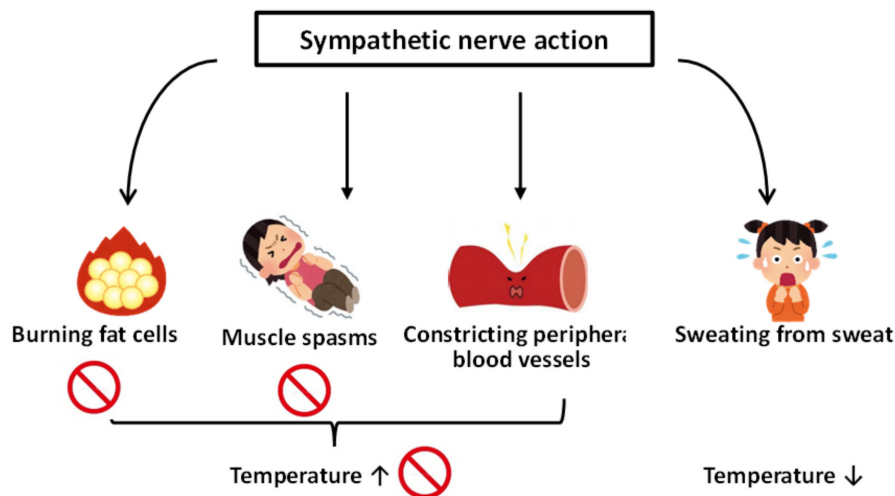 Sympathetic nerve action
Burning fat cells
Muscle spasms
Constricting periphera
blood vessels
Sweating from sweat
Temperature ↑
Temperature ↓